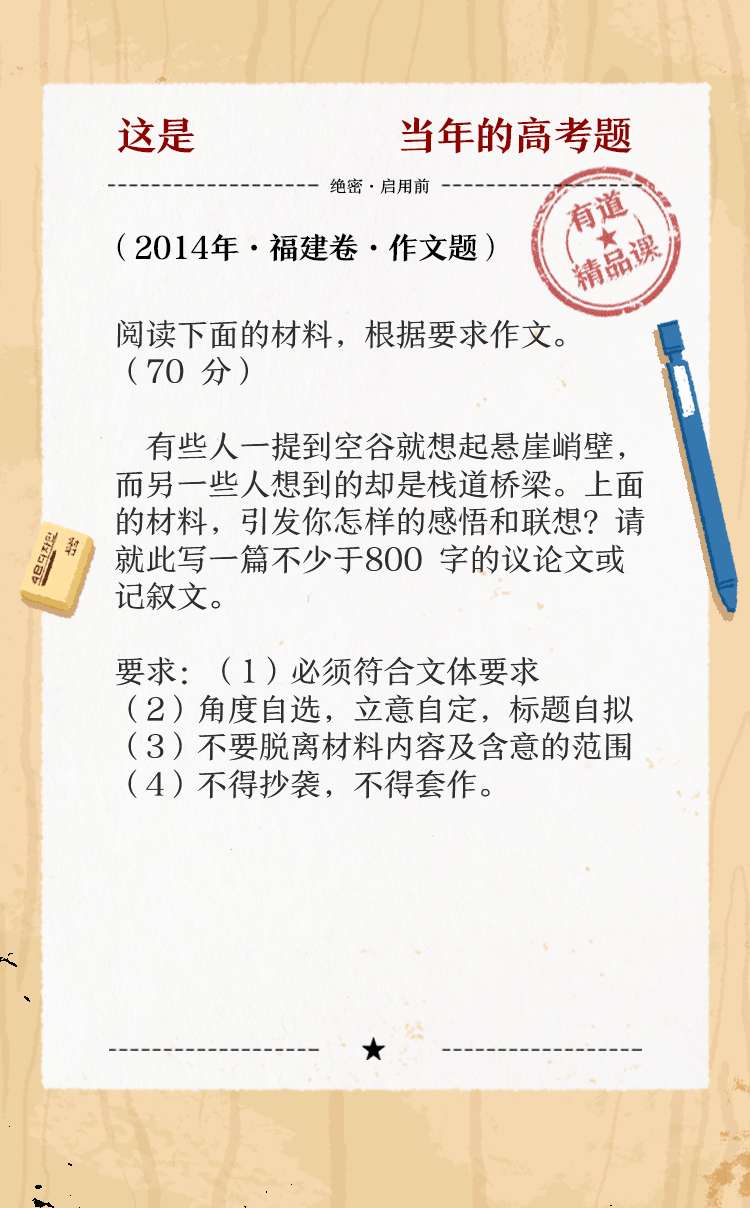 这是 当年的高考题
绝密·启用前
有道
精品课
（2014年·福建卷·作文题）
阅读下面的材料，根据要求作文。
（70 分）
有些人一提到空谷就想起悬崖峭壁，
而另一些人想到的却是栈道桥梁。上面
的材料，引发你怎样的感悟和联想？请
就此写一篇不少于800 字的议论文或
记叙文。
要求：（1）必须符合文体要求
（2）角度自选，立意自定，标题自拟
（3）不要脱离材料内容及含意的范围
（4）不得抄袭，不得套作。